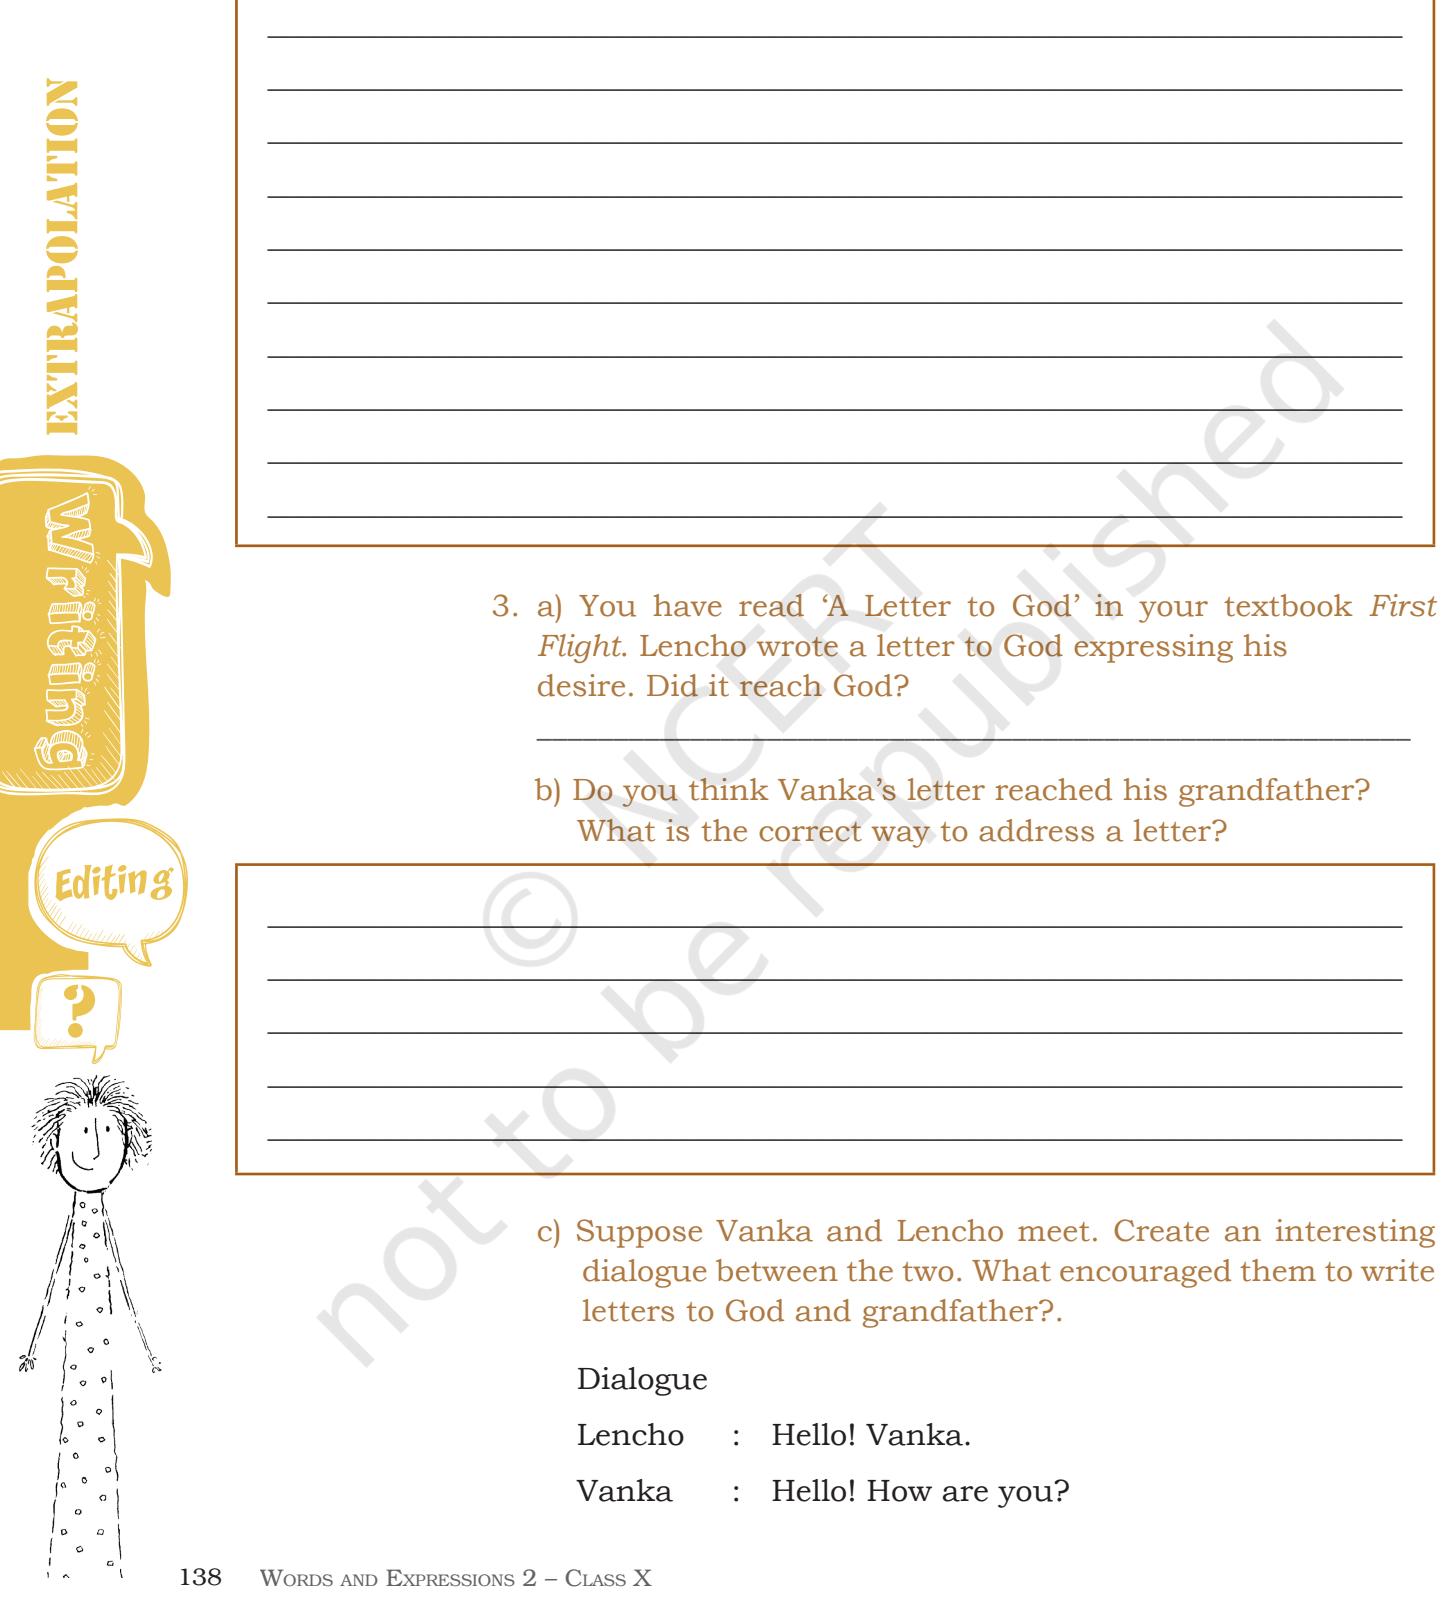 EXTRAPOLATION
Writing
Editing
?
3. a) You have read ‘A Letter to God’ in your textbook First
Flight. Lencho wrote a letter to God expressing his
desire. Did it reach God?
b) Do you think Vanka’s letter reached his grandfather?
What is the correct way to address a letter?
c) Suppose Vanka and Lencho meet. Create an interesting
dialogue between the two. What encouraged them to write
letters to God and grandfather?.
Dialogue
Lencho : Hello! Vanka.
Vanka : Hello! How are you?
138 Words and Expressions 2 – Class X
© NCERT
not to be republished